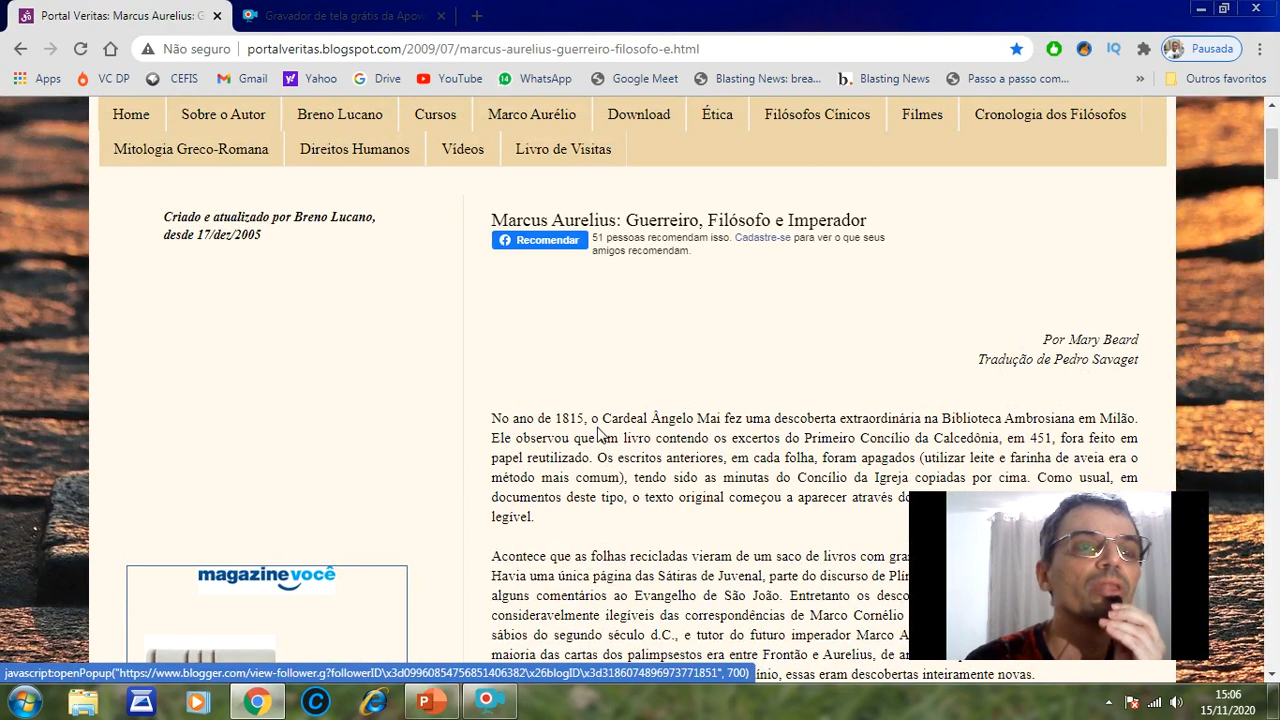 Portal Veritas: Marcus Aurelius: G
Gravador de tela grátis da Apow
Não seguro
portalveritas.blogspot.com/2009/07/marcus-aurelius-guerreiro-filosofo-e.html
IQ
Pausada
Apps VC DP CEFIS Gmail Yahoo Drive YouTube WhatsApp Google Meet Blasting News: brea... Blasting News Passo a passo com... » Outros favoritos
Home Sobre o Autor Breno Lucano Cursos Marco Aurélio Download Ética Filósofos Cínicos Filmes Cronologia dos Filósofos
Mitologia Greco-Romana Direitos Humanos Vídeos Livro de Visitas
Criado e atualizado por Breno Lucano,
desde 17/dez/2005
Marcus Aurelius: Guerreiro, Filósofo e Imperador
Recomendar 51 pessoas recomendam isso. Cadastre-se para ver o que seus
amigos recomendam.
Por Mary Beard
Tradução de Pedro Savaget
No ano de 1815, o Cardeal Ângelo Mai fez uma descoberta extraordinária na Biblioteca Ambrosiana em Milão.
Ele observou que um livro contendo os excertos do Primeiro Concílio da Calcedônia, em 451, fora feito em
papel reutilizado. Os escritos anteriores, em cada folha, foram apagados (utilizar leite e farinha de aveia era o
método mais comum), tendo sido as minutas do Concílio da Igreja copiadas por cima. Como usual, em
documentos deste tipo, o texto original começou a aparecer através do
legível.
Acontece que as folhas recicladas vieram de um saco de livros com
Havia uma única página das Sátiras de Juvenal, parte do discurso de
alguns comentários ao Evangelho de São João. Entretanto os
consideravelmente ilegíveis das correspondências de Marco Cornélio
sábios do segundo século d.C., e tutor do futuro imperador Marco
maioria das cartas dos palimpsestos era entre Frontão e Aurelius, de
essas eram descobertas inteiramente novas.
magazinevocê
javascript:openPopup("https://www.blogger.com/view-follower.g?followerID\x3d09960854756851406382\x26blogID\x3d3186074896973771851", 700)
15:06
15/11/2020